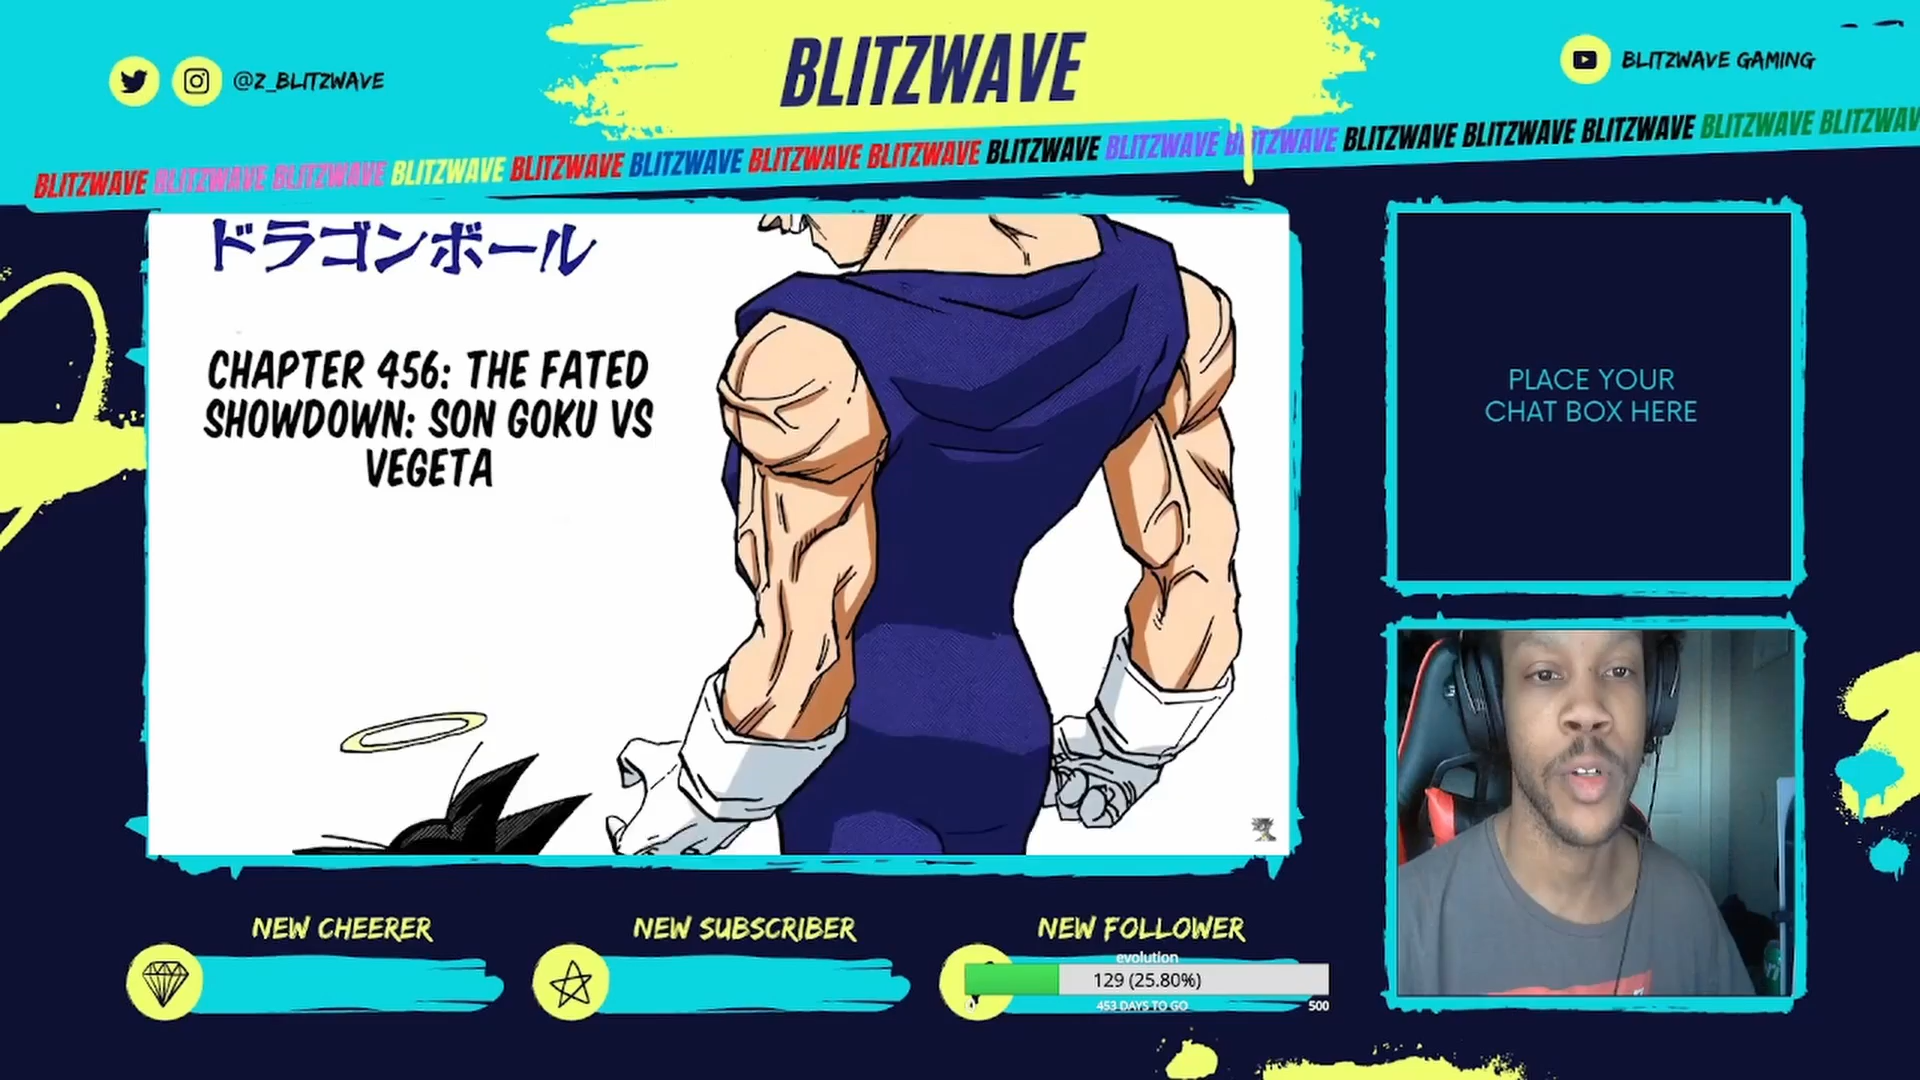 BLITZWAVE
@Z_BLITZWAVE
BLITZWAVE GAMING
BLITZWAVE BLITZWAVE BLITZWAVE BLITZWAVE BLITZWAVE BLITZWAVE BLITZWAVE BLITZWAVE BLITZWAVE BLITZWAVE BLITZWAVE BLITZWAVE BLITZWAVE BLITZWAVE BLITZWAVE BLITZWAV
ドラゴンボール
CHAPTER 456: THE FATED
SHOWDOWN: SON GOKU VS
VEGETA
PLACE YOUR
CHAT BOX HERE
NEW CHEERER
NEW SUBSCRIBER
NEW FOLLOWER
evolution
129 (25.80%)
453 DAYS TO GO
500